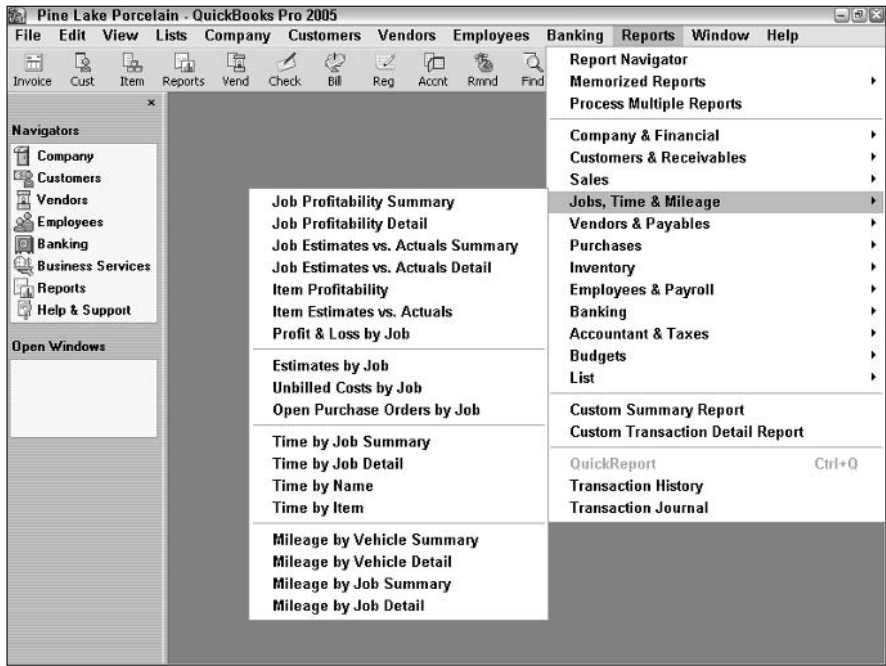 Pine Lake Porcelain - QuickBooks Pro 2005
File Edit View Lists Company Customers Vendors Employees Banking Reports Window Help
Invoice Cust Item Reports Vend Check Bill Reg Accnt Rmnd Find
Navigators
Company
Customers
Vendors
Employees
Banking
Business Services
Reports
Help & Support
Open Windows
Report Navigator
Memorized Reports
Process Multiple Reports
Company & Financial
Customers & Receivables
Sales
Jobs, Time & Mileage
Vendors & Payables
Purchases
Inventory
Employees & Payroll
Banking
Accountant & Taxes
Budgets
List
Custom Summary Report
Custom Transaction Detail Report
QuickReport Ctrl+Q
Transaction History
Transaction Journal
Job Profitability Summary
Job Profitability Detail
Job Estimates vs. Actuals Summary
Job Estimates vs. Actuals Detail
Item Profitability
Item Estimates vs. Actuals
Profit & Loss by Job
Estimates by Job
Unbilled Costs by Job
Open Purchase Orders by Job
Time by Job Summary
Time by Job Detail
Time by Name
Time by Item
Mileage by Vehicle Summary
Mileage by Vehicle Detail
Mileage by Job Summary
Mileage by Job Detail